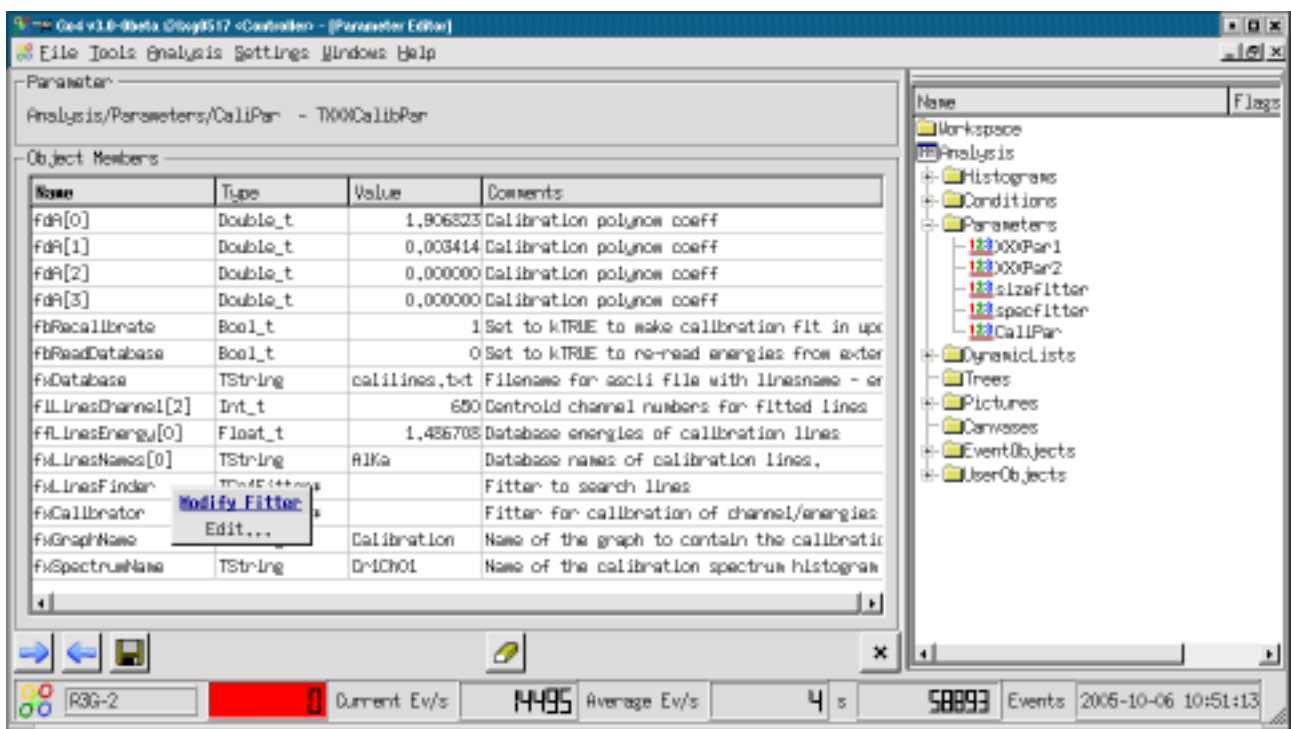 Go4 v3.0-0beta @lxg0517 <Controller> - [Parameter Editor]
File Tools Analysis Settings Windows Help
Parameter
Analysis/Parameters/CaliPar - TXXXCalibPar
Object Members
Name Type Value Comments
fdA[0] Double_t 1,906823 Calibration polynom coeff
fdA[1] Double_t 0,003414 Calibration polynom coeff
fdA[2] Double_t 0,000000 Calibration polynom coeff
fdA[3] Double_t 0,000000 Calibration polynom coeff
fbRecalibrate Bool_t 1 Set to kTRUE to make calibration fit in upd
fbReadDatabase Bool_t 0 Set to kTRUE to re-read energies from exter
fxDatabase TString calilines.txt Filename for ascii file with linesname - en
fiLinesChannel[2] Int_t 650 Centroid channel numbers for fitted lines
ffLinesEnergy[0] Float_t 1,486708 Database energies of calibration lines
fxLinesNames[0] TString AlKa Database names of calibration lines.
fxLinesFinder TGo4Fitter* Fitter to search lines
fxCalibrator Fitter for calibration of channel/energies
Modify Fitter
Edit...
fxGraphName Calibration Name of the graph to contain the calibratio
fxSpectrumName TString Cr1Ch01 Name of the calibration spectrum histogram
Name Flags
Workspace
Analysis
Histograms
Conditions
Parameters
XXXPar1
XXXPar2
sizefitter
specfitter
CaliPar
DynamicLists
Trees
Pictures
Canvases
EventObjects
UserObjects
R3G-2 0 Current Ev/s 14495 Average Ev/s 4 s 58893 Events 2005-10-06 10:51:13